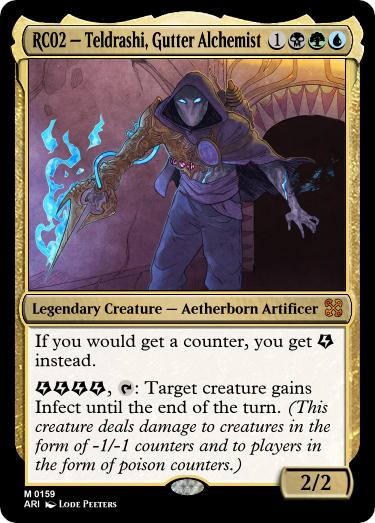 RC02 – Teldrashi, Gutter Alchemist 1
Legendary Creature — Aetherborn Artificer
If you would get a counter, you get
instead.
, : Target creature gains
Infect until the end of the turn. (This
creature deals damage to creatures in the
form of -1/-1 counters and to players in
the form of poison counters.)
2/2
M 0159
ARI Lode Peeters